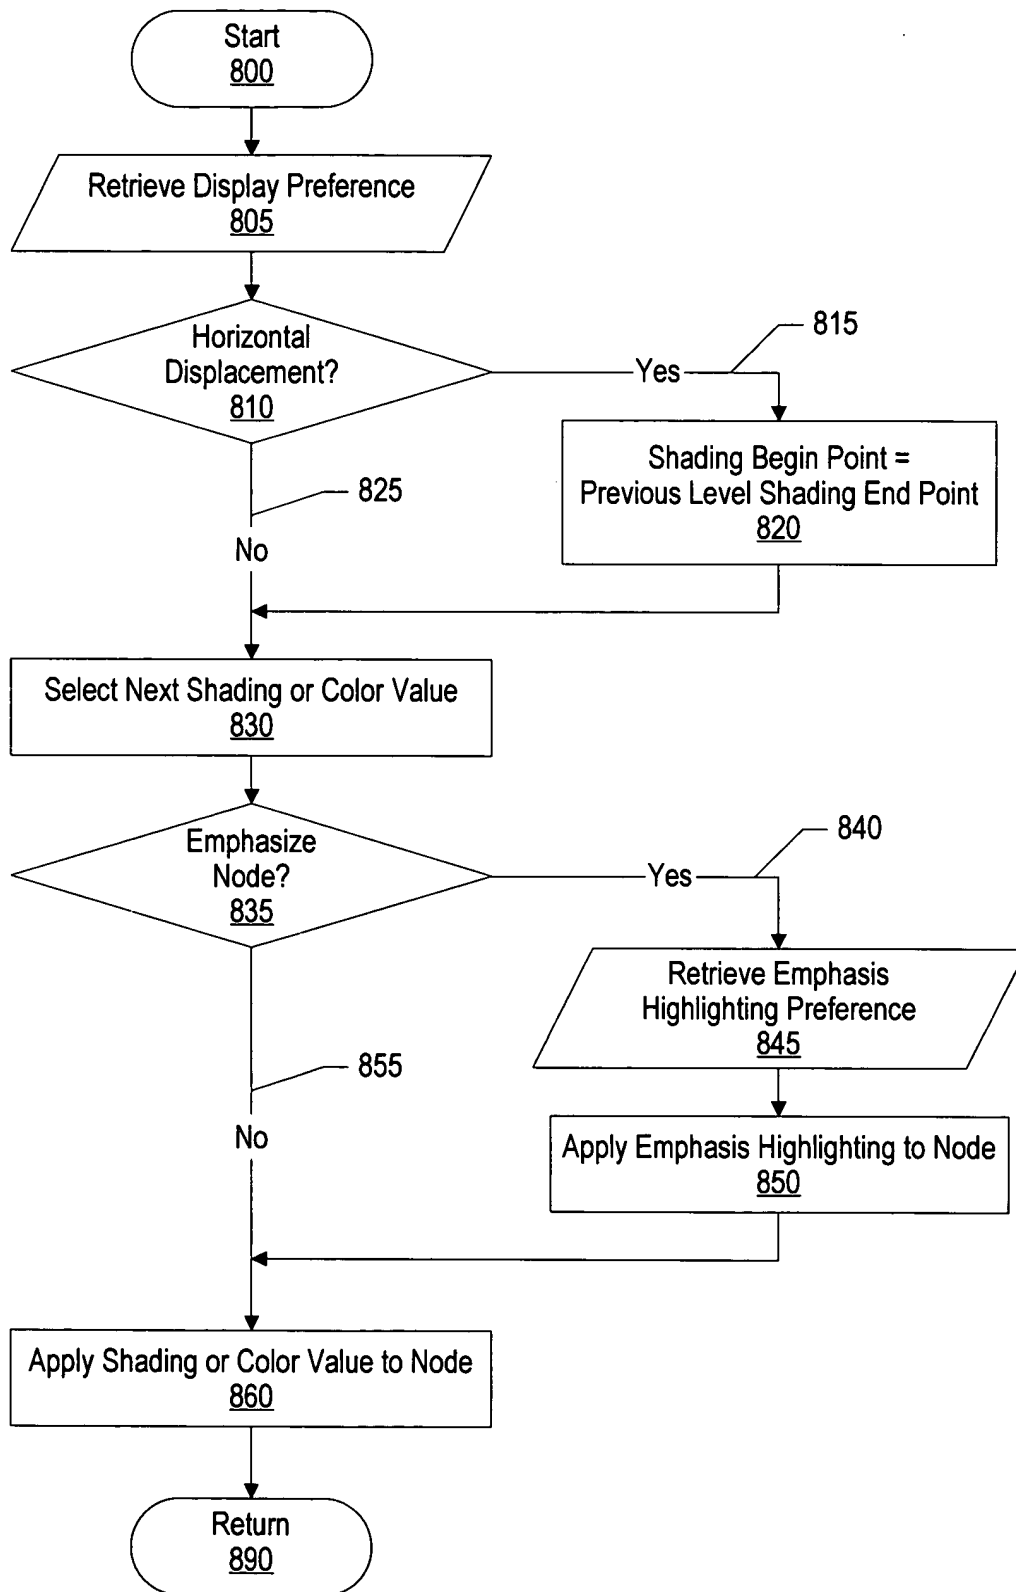 Start
800
Retrieve Display Preference
805
Horizontal
Displacement?
810
Yes
815
Shading Begin Point =
Previous Level Shading End Point
820
825
No
Select Next Shading or Color Value
830
Emphasize
Node?
835
Yes
840
Retrieve Emphasis
Highlighting Preference
845
855
No
Apply Emphasis Highlighting to Node
850
Apply Shading or Color Value to Node
860
Return
890